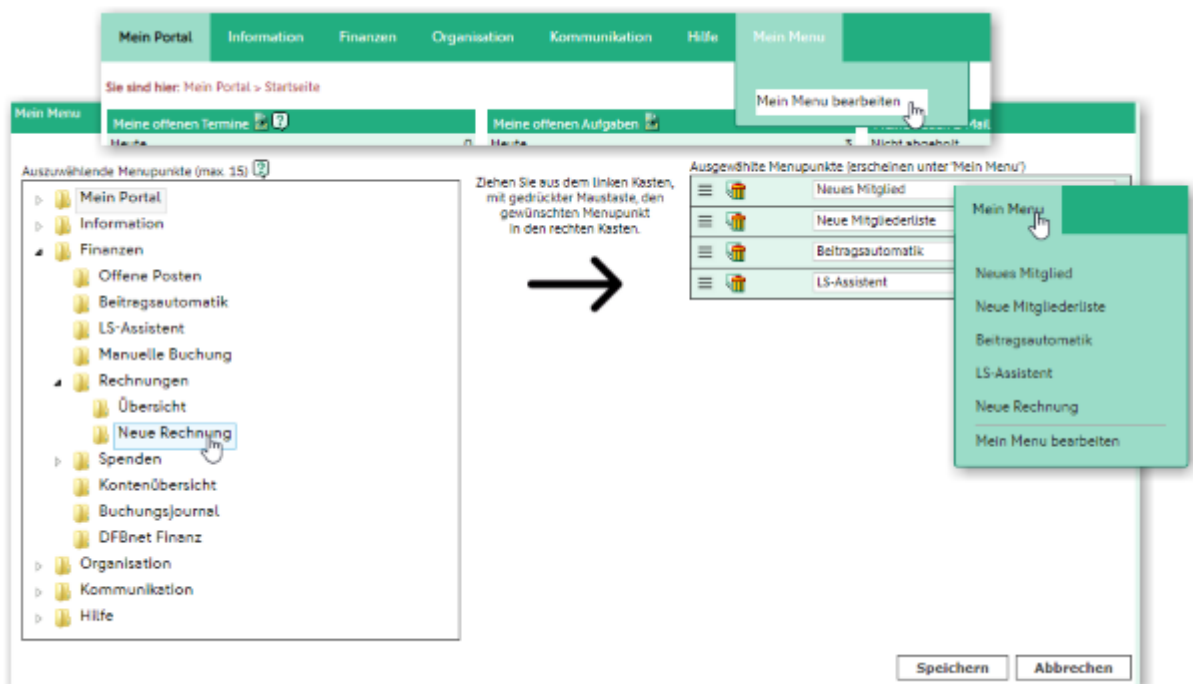 Mein Portal Information Finanzen Organisation Kommunikation Hilfe Mein Menu
Sie sind hier: Mein Portal > Startseite
Mein Menu bearbeiten
Mein Menu
Meine offenen Termine
Meine offenen Aufgaben
Heute 0 Heute 3 Nicht abgeholt
Auszuwählende Menupunkte (max. 15)
Mein Portal
Information
Finanzen
Offene Posten
Beitragsautomatik
LS-Assistent
Manuelle Buchung
Rechnungen
Übersicht
Neue Rechnung
Spenden
Kontenübersicht
Buchungsjournal
DFBnet Finanz
Organisation
Kommunikation
Hilfe
Ziehen Sie aus dem linken Kasten,
mit gedrückter Maustaste, den
gewünschten Menupunkt
in den rechten Kasten.
Ausgewählte Menupunkte (erscheinen unter 'Mein Menu')
Neues Mitglied
Neue Mitgliederliste
Beitragsautomatik
LS-Assistent
Mein Menu
Neues Mitglied
Neue Mitgliederliste
Beitragsautomatik
LS-Assistent
Neue Rechnung
Mein Menu bearbeiten
Speichern Abbrechen